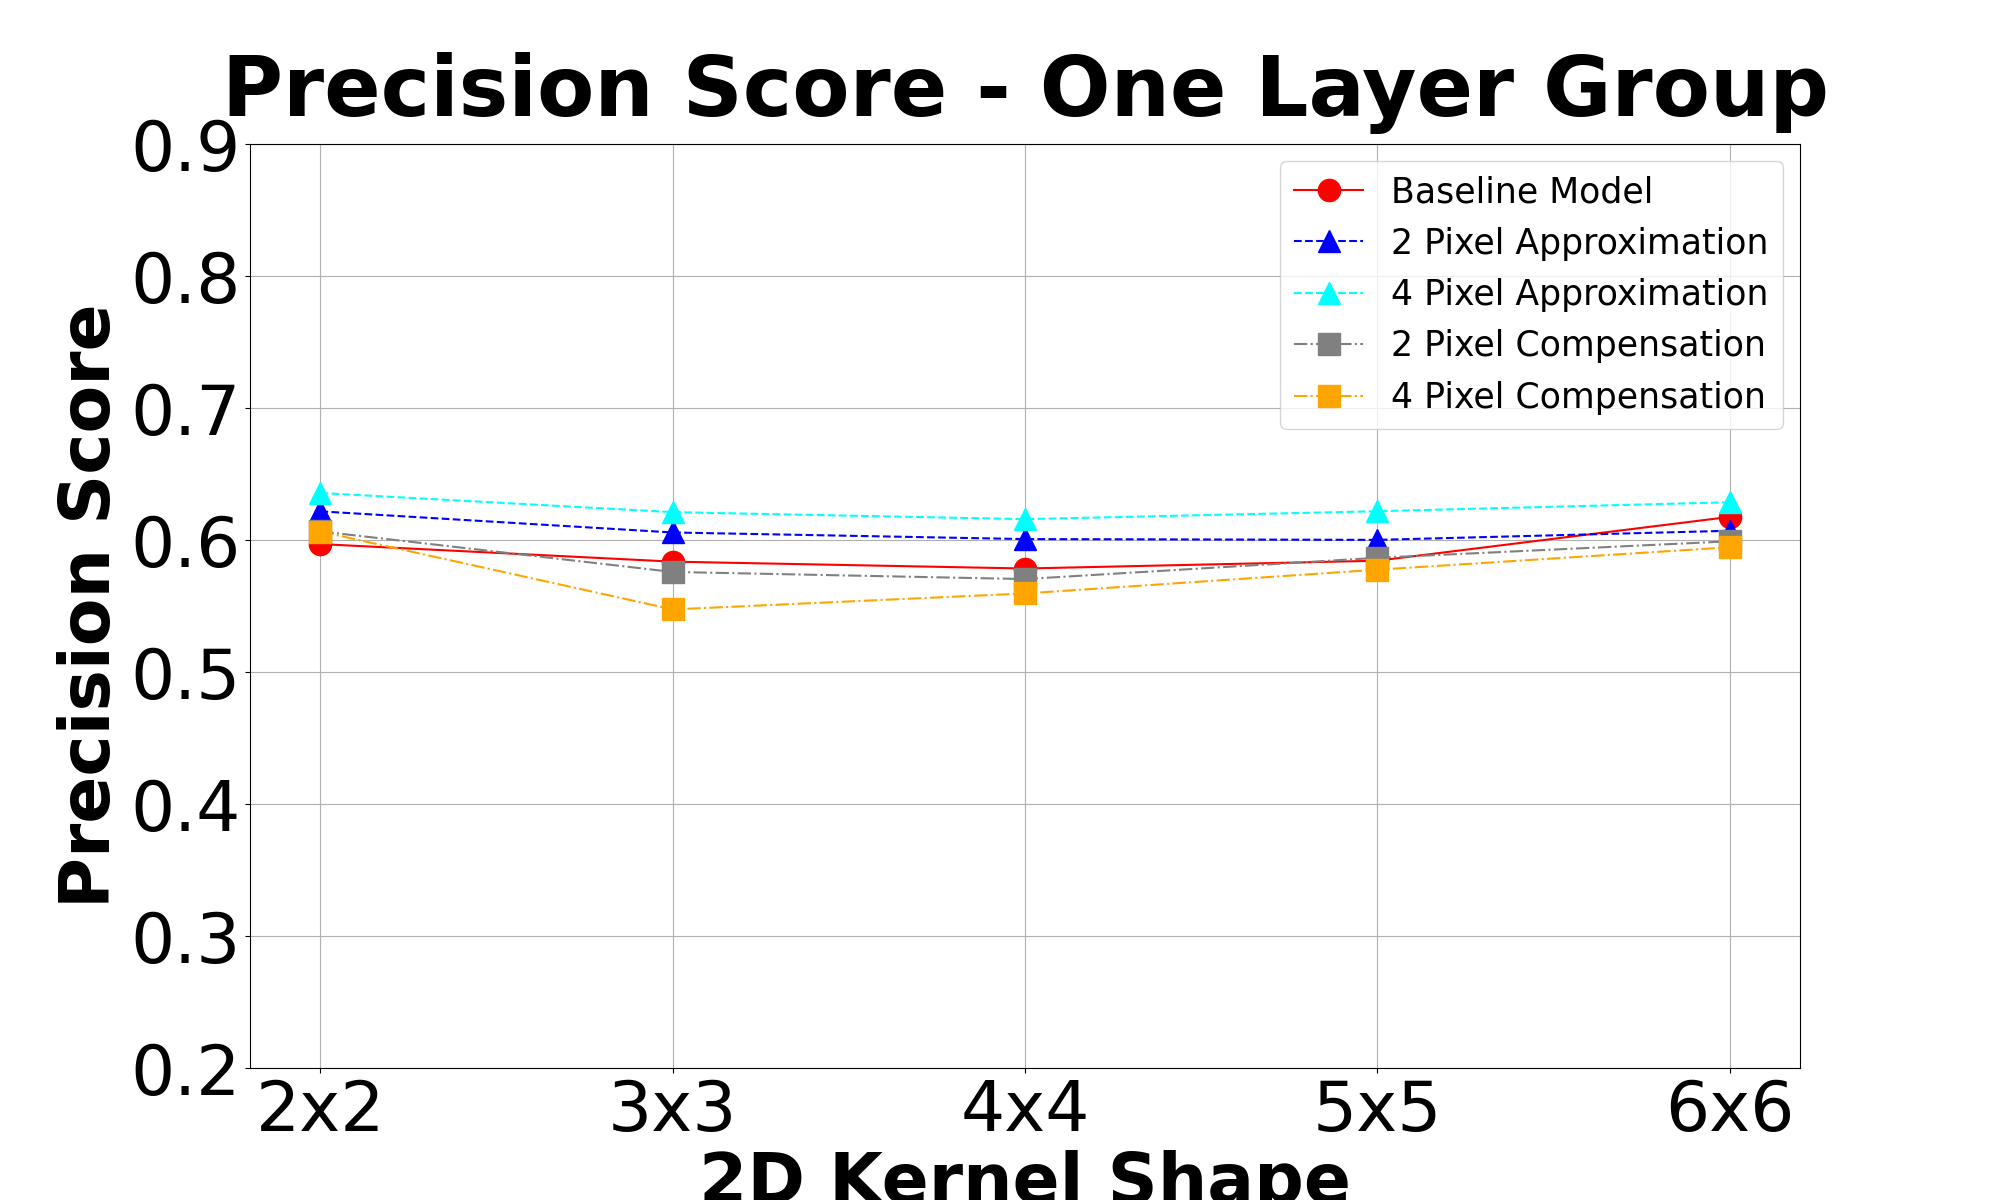 Precision Score - One Layer Group
Precision Score
0.9
0.8
0.7
0.6
0.5
0.4
0.3
0.2
Baseline Model
2 Pixel Approximation
4 Pixel Approximation
2 Pixel Compensation
4 Pixel Compensation
2x2 3x3 4x4 5x5 6x6
2D Kernel Shape